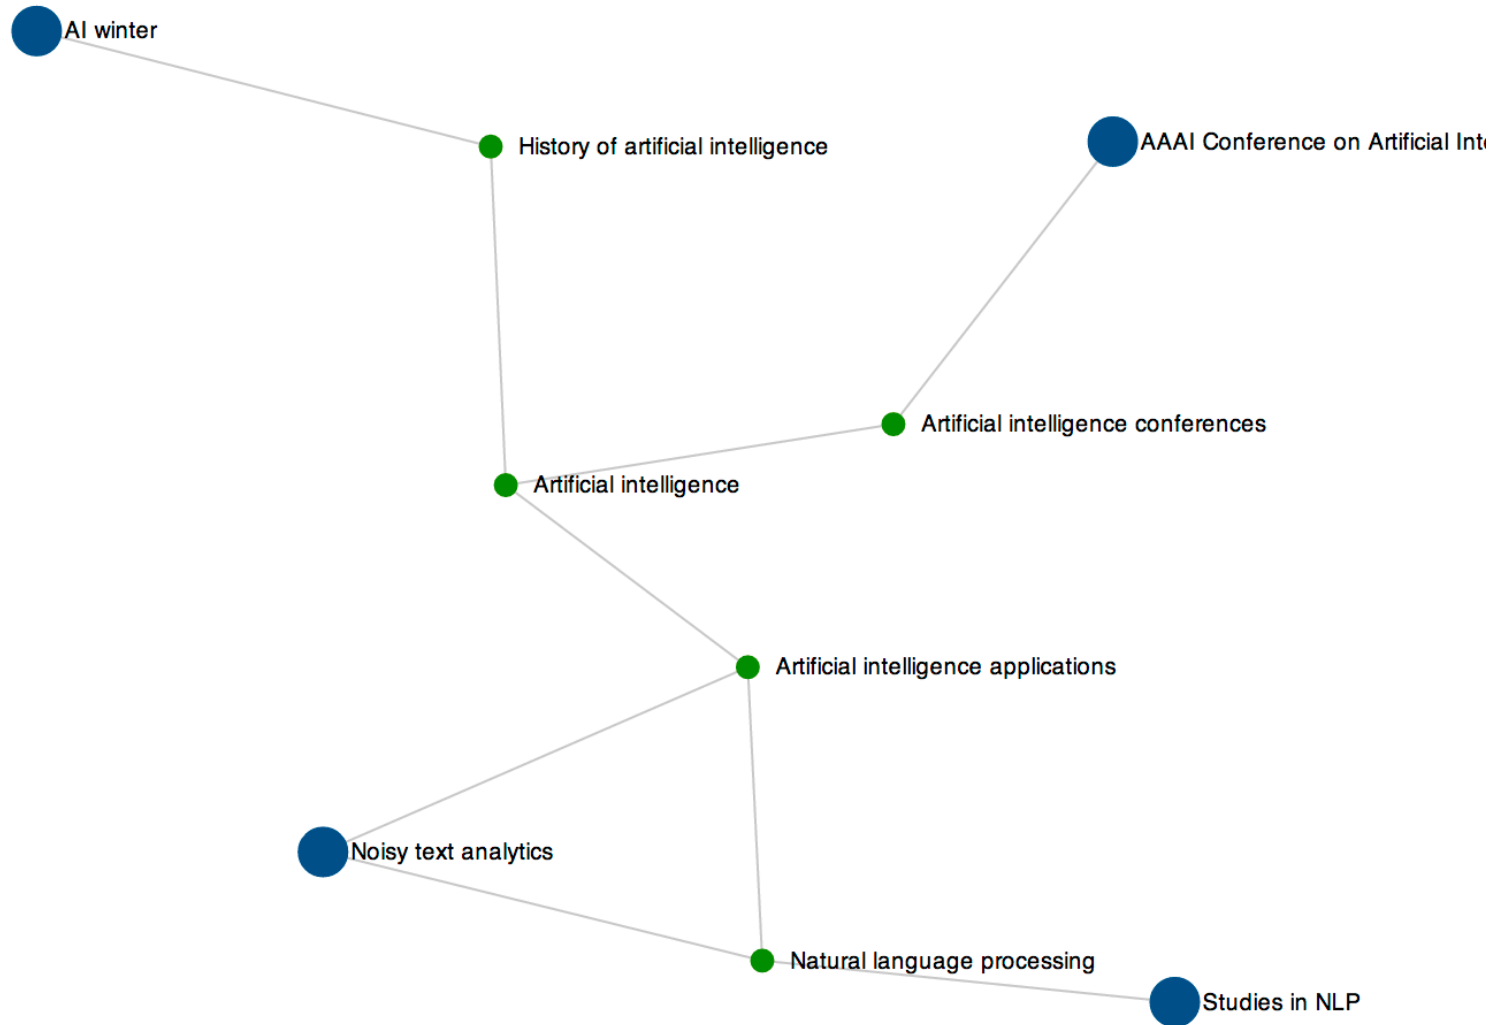 AI winter
History of artificial intelligence
AAAI Conference on Artificial
Artificial intelligence conferences
Artificial intelligence
Artificial intelligence applications
Noisy text analytics
Natural language processing
Studies in NLP